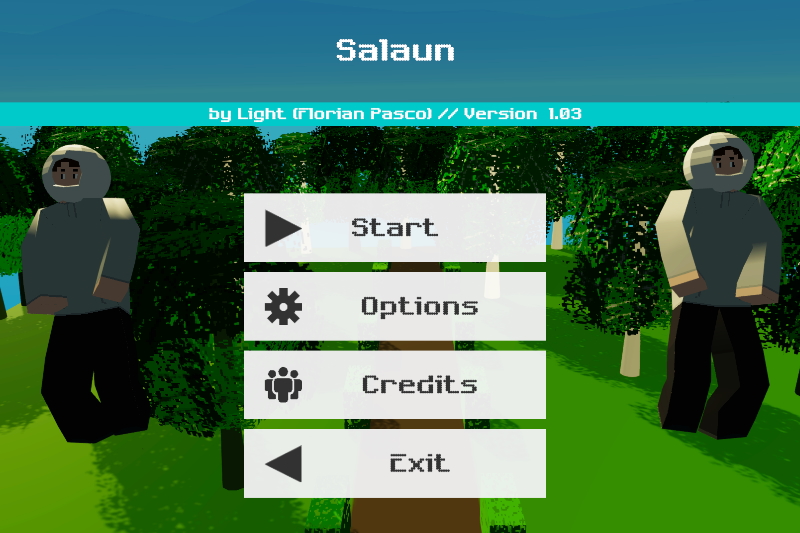 Salaun
by Light (Florian Pasco) // Version 1.03
Start
Options
Credits
Exit